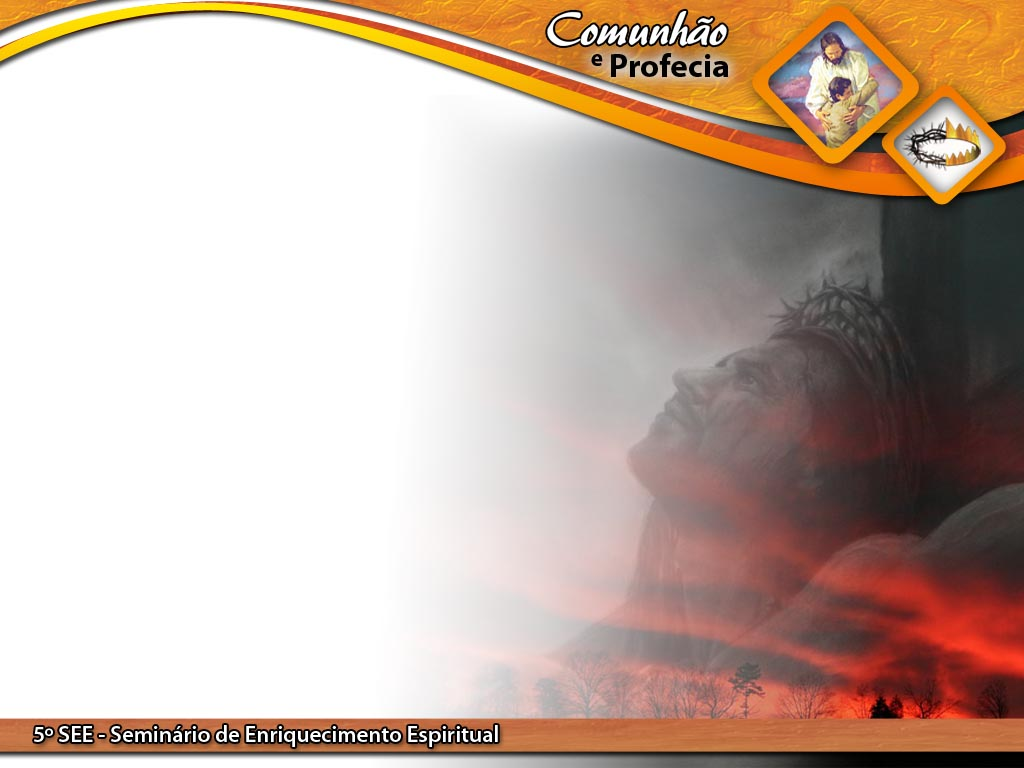 Comunhão
e Profecia
5º SEE - Seminário de Enriquecimento Espiritual